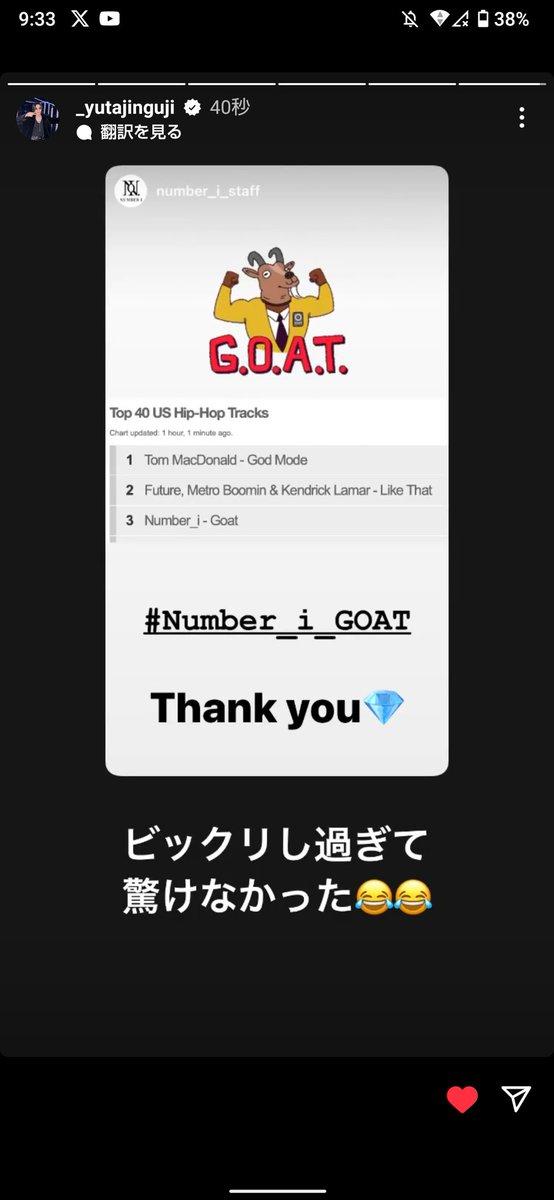 9:33
38%
_yutajinguji 40秒
翻訳を見る
NUMBER I
number_i_staff
G.O.A.T.
Top 40 US Hip-Hop Tracks
Chart updated: 1 hour, 1 minute ago.
1 Tom MacDonald - God Mode
2 Future, Metro Boomin & Kendrick Lamar - Like That
3 Number_i - Goat
#Number_i_GOAT
Thank you💎
ビックリし過ぎて
驚けなかった😂😂